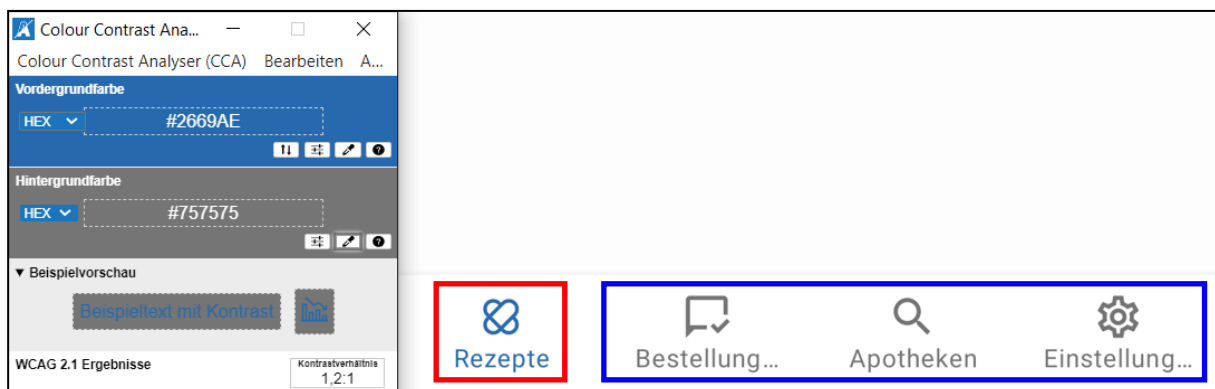 Colour Contrast Ana...
Colour Contrast Analyser (CCA) Bearbeiten A...
Vordergrundfarbe
HEX #2669AE
Hintergrundfarbe
HEX #757575
Beispielvorschau
Beispieltext mit Kontrast
WCAG 2.1 Ergebnisse
Kontrastverhältnis
1,2:1
Rezepte Bestellung... Apotheken Einstellung...